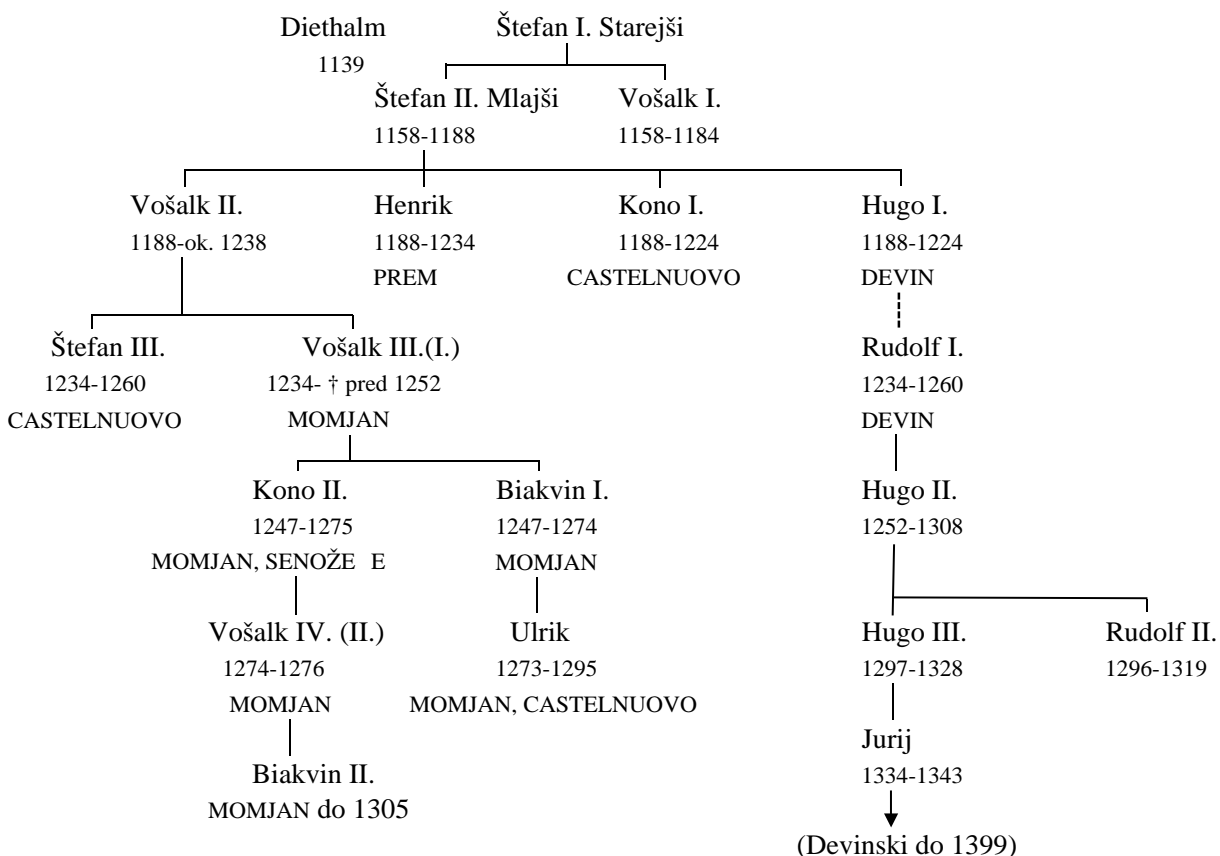 Diethalm Štefan I. Starejši
1139
Štefan II. Mlajši Vošalk I.
1158-1188 1158-1184
Vošalk II. Henrik Kono I. Hugo I.
1188-ok. 1238 1188-1234 1188-1224 1188-1224
PREM CASTELNUOVO DEVIN
Štefan III. Vošalk III.(I.) Rudolf I.
1234-1260 1234- † pred 1252 1234-1260
CASTELNUOVO MOMJAN DEVIN
Kono II. Biakvin I. Hugo II.
1247-1275 1247-1274 1252-1308
MOMJAN, SENOŽE E MOMJAN
Vošalk IV. (II.) Ulrik Hugo III. Rudolf II.
1274-1276 1273-1295 1297-1328 1296-1319
MOMJAN MOMJAN, CASTELNUOVO
Jurij
Biakvin II. 1334-1343
MOMJAN do 1305
(Devinski do 1399)